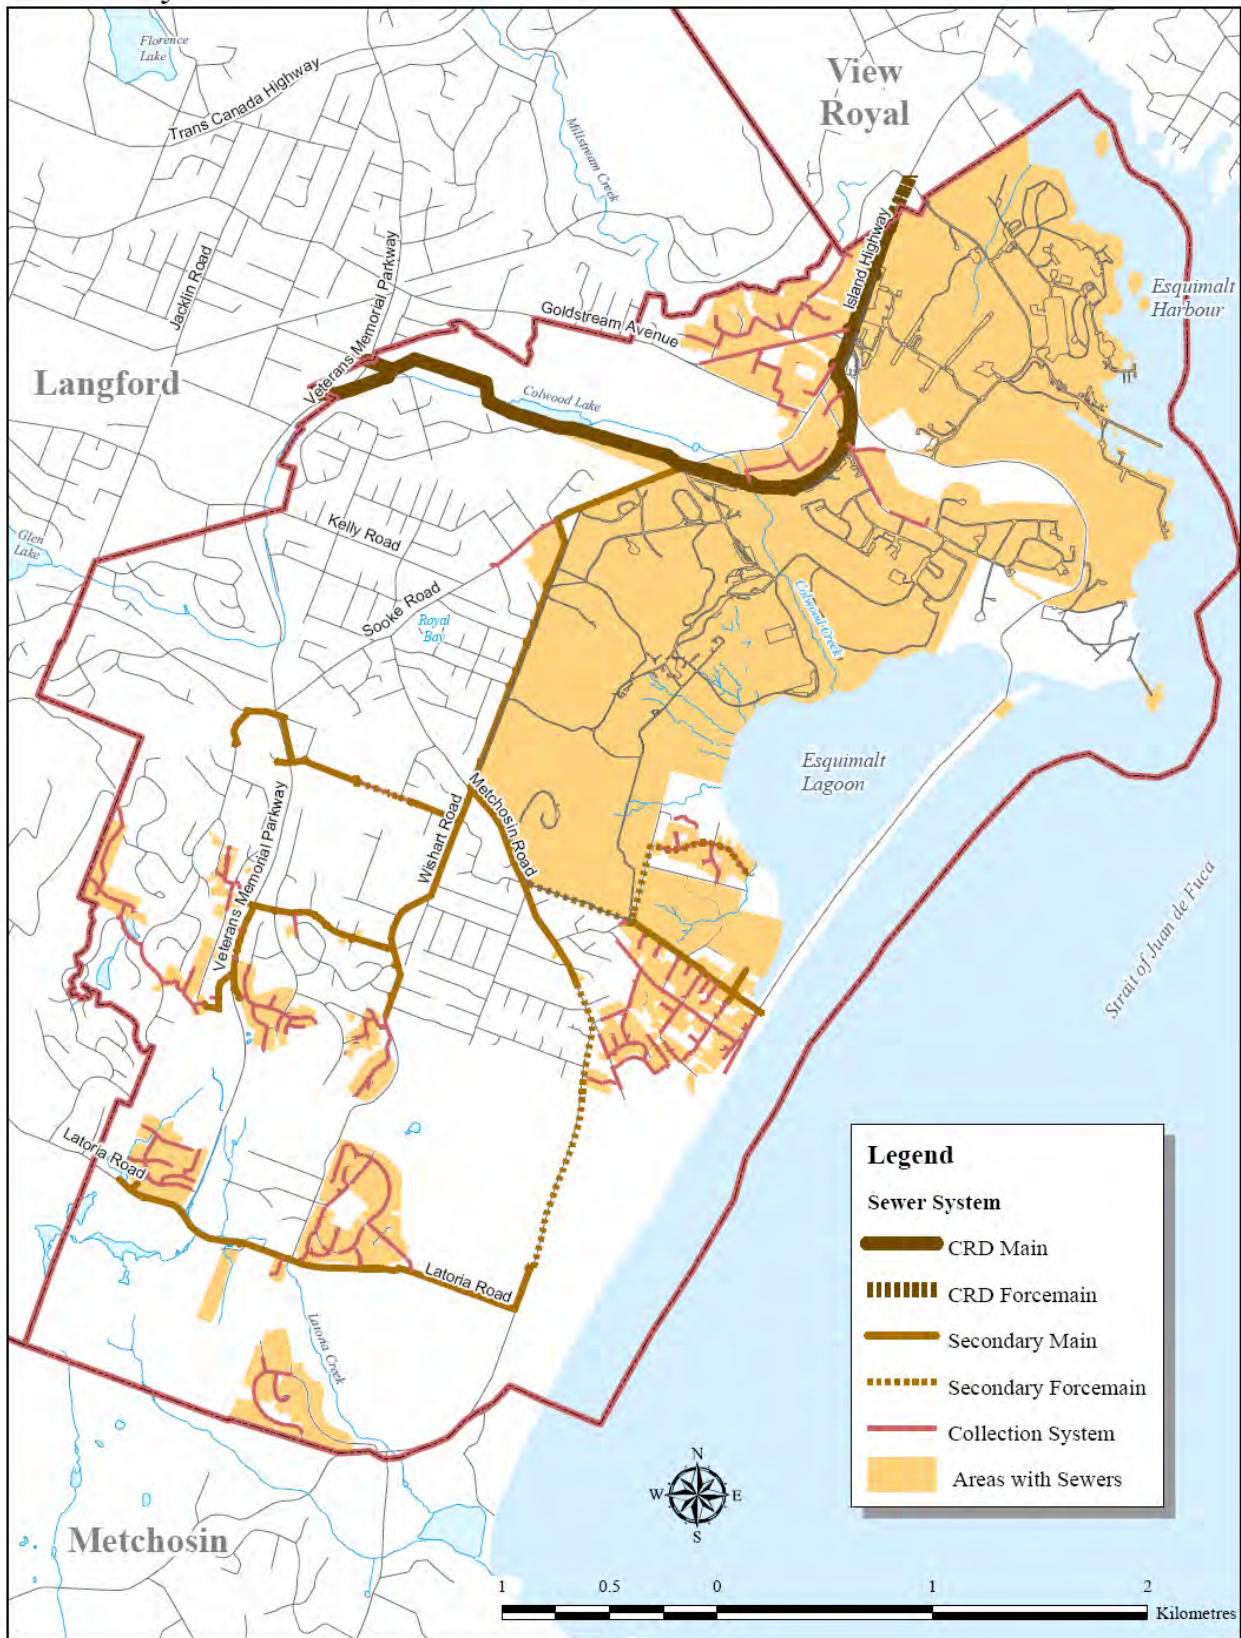 Florence
Lake
Trans Canada Highway
View
Royal
Millstream Creek
Island Highway
Jacklin Road
Veterans Memorial Parkway
Goldstream Avenue
Esquimalt
Harbour
Langford
Veterans Memorial Parkway
Colwood Lake
Kelly Road
Glen
Lake
Sooke Road
Royal
Bay
Colwood Creek
Esquimalt
Lagoon
Metchosin Road
Wishart Road
Veterans Memorial Parkway
Strait of Juan de Fuca
Latoria Road
Latoria Road
Latoria Creek
Legend
Sewer System
CRD Main
CRD Forcemain
Secondary Main
Secondary Forcemain
Collection System
Areas with Sewers
Metchosin
N
W E
S
1 0.5 0 1 2
Kilometres